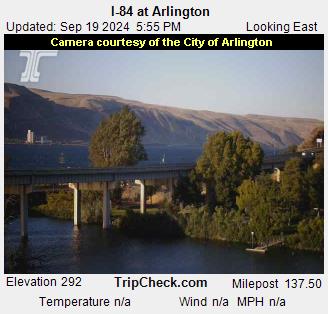 I-84 at Arlington
Updated: Sep 19 2024 5:55 PM Looking East
Camera courtesy of the City of Arlington
Elevation 292 TripCheck.com Milepost 137.50
Temperature n/a Wind n/a MPH n/a